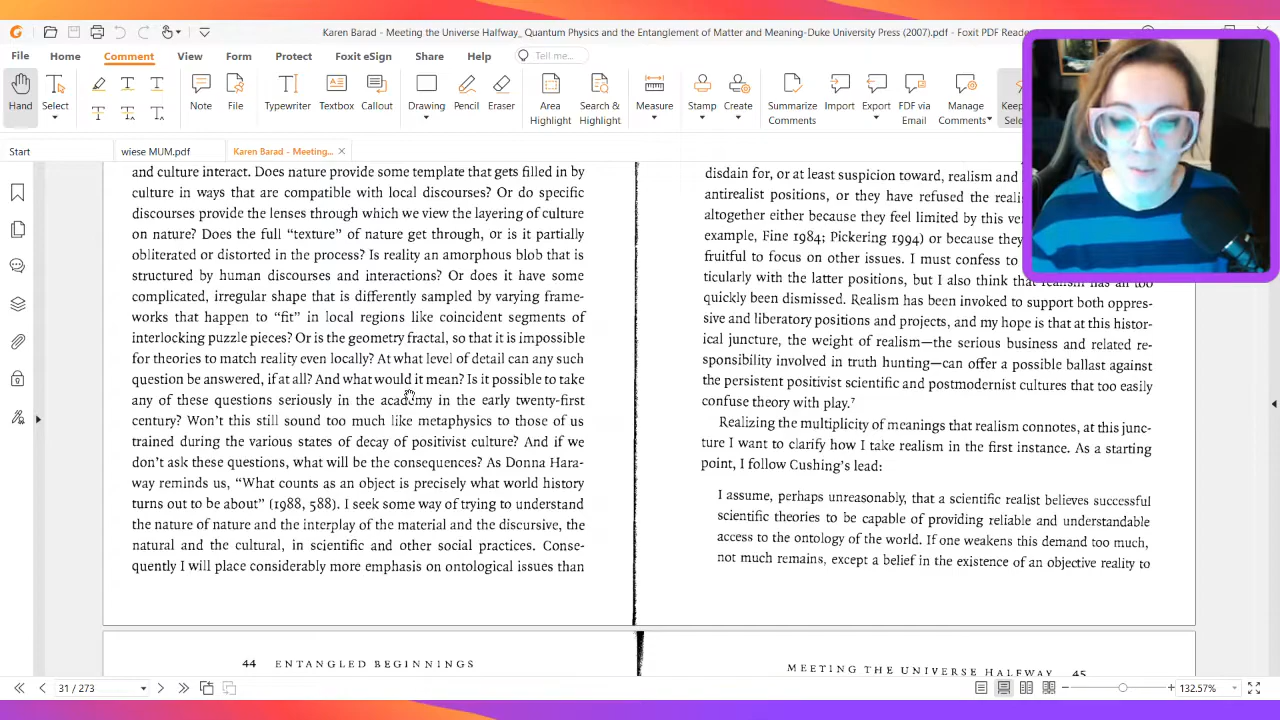 Karen Barad - Meeting the Universe Halfway_ Quantum Physics and the Entanglement of Matter and Meaning-Duke University Press (2007).pdf - Foxit PDF
File Home Comment View Form Protect Foxit eSign Share Help Tell me...
Hand Select Note File Typewriter Textbox Callout Drawing Pencil Eraser Area Highlight Search & Highlight Measure Stamp Create Summarize Comments Import Export FDF via Email Manage Comments Keep
Start wiese MUM.pdf Karen Barad - Meeting...
and culture interact. Does nature provide some template that gets filled in by
culture in ways that are compatible with local discourses? Or do specific
discourses provide the lenses through which we view the layering of culture
on nature? Does the full “texture” of nature get through, or is it partially
obliterated or distorted in the process? Is reality an amorphous blob that is
structured by human discourses and interactions? Or does it have some
complicated, irregular shape that is differently sampled by varying frame-
works that happen to “fit” in local regions like coincident segments of
interlocking puzzle pieces? Or is the geometry fractal, so that it is impossible
for theories to match reality even locally? At what level of detail can any such
question be answered, if at all? And what would it mean? Is it possible to take
any of these questions seriously in the academy in the early twenty-first
century? Won’t this still sound too much like metaphysics to those of us
trained during the various states of decay of positivist culture? And if we
don’t ask these questions, what will be the consequences? As Donna Hara-
way reminds us, “What counts as an object is precisely what world history
turns out to be about” (1988, 588). I seek some way of trying to understand
the nature of nature and the interplay of the material and the discursive, the
natural and the cultural, in scientific and other social practices. Conse-
quently I will place considerably more emphasis on ontological issues than
disdain for, or at least suspicion toward, realism and
antirealist positions, or they have refused the
altogether either because they feel limited by this
example, Fine 1984; Pickering 1994) or because they
fruitful to focus on other issues. I must confess to
ticularly with the latter positions, but I also think that realism has all too
quickly been dismissed. Realism has been invoked to support both oppres-
sive and liberatory positions and projects, and my hope is that at this histor-
ical juncture, the weight of realism—the serious business and related re-
sponsibility involved in truth hunting—can offer a possible ballast against
the persistent positivist scientific and postmodernist cultures that too easily
confuse theory with play.⁷
Realizing the multiplicity of meanings that realism connotes, at this junc-
ture I want to clarify how I take realism in the first instance. As a starting
point, I follow Cushing’s lead:
I assume, perhaps unreasonably, that a scientific realist believes successful
scientific theories to be capable of providing reliable and understandable
access to the ontology of the world. If one weakens this demand too much,
not much remains, except a belief in the existence of an objective reality to
44 ENTANGLED BEGINNINGS
MEETING THE UNIVERSE HALFWAY 45
31 / 273
132.57%